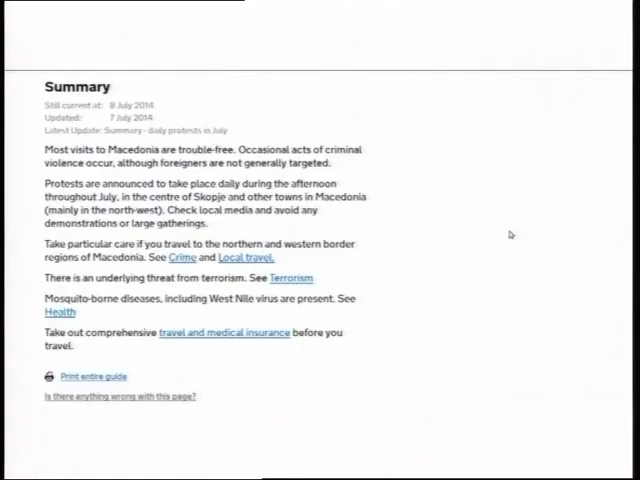 Summary
Still current at: 8 July 2014
Updated: 7 July 2014
Latest Update: Summary - daily protests in July
Most visits to Macedonia are trouble-free. Occasional acts of criminal
violence occur, although foreigners are not generally targeted.
Protests are announced to take place daily during the afternoon
throughout July, in the centre of Skopje and other towns in Macedonia
(mainly in the north-west). Check local media and avoid any
demonstrations or large gatherings.
Take particular care if you travel to the northern and western border
regions of Macedonia. See Crime and Local travel.
There is an underlying threat from terrorism. See Terrorism
Mosquito-borne diseases, including West Nile virus are present. See
Health
Take out comprehensive travel and medical insurance before you
travel.
Print entire guide
Is there anything wrong with this page?